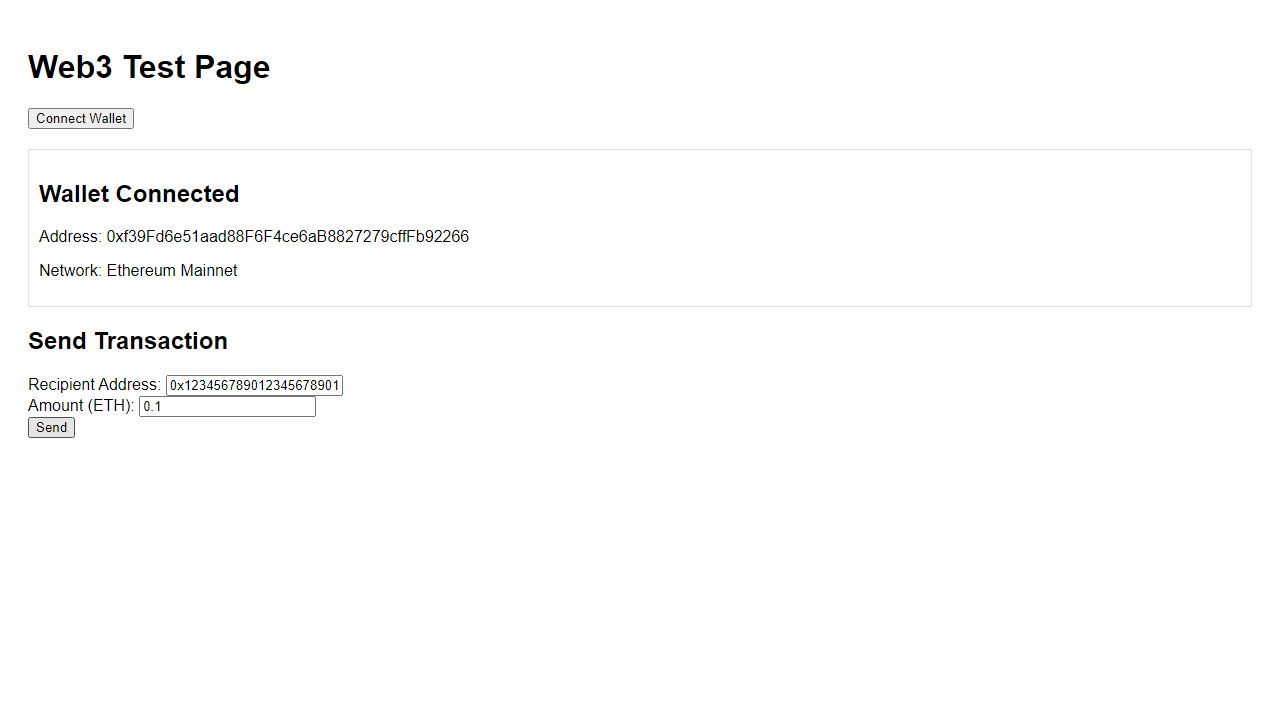 Web3 Test Page
Connect Wallet
Wallet Connected
Address: 0xf39Fd6e51aad88F6F4ce6aB8827279cffFb92266
Network: Ethereum Mainnet
Send Transaction
Recipient Address: 0x123456789012345678901
Amount (ETH): 0.1
Send